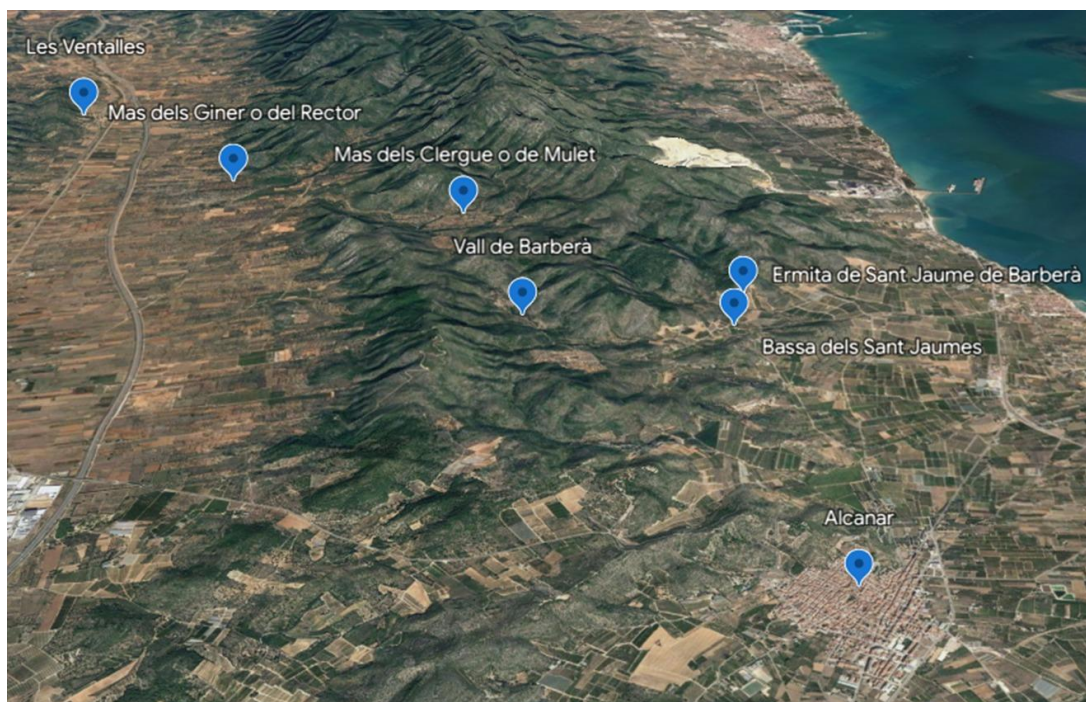 Les Ventalles
Mas dels Giner o del Rector
Mas dels Clergue o de Mulet
Vall de Barberà
Ermita de Sant Jaume de Barberà
Bassa dels Sant Jaumes
Alcanar